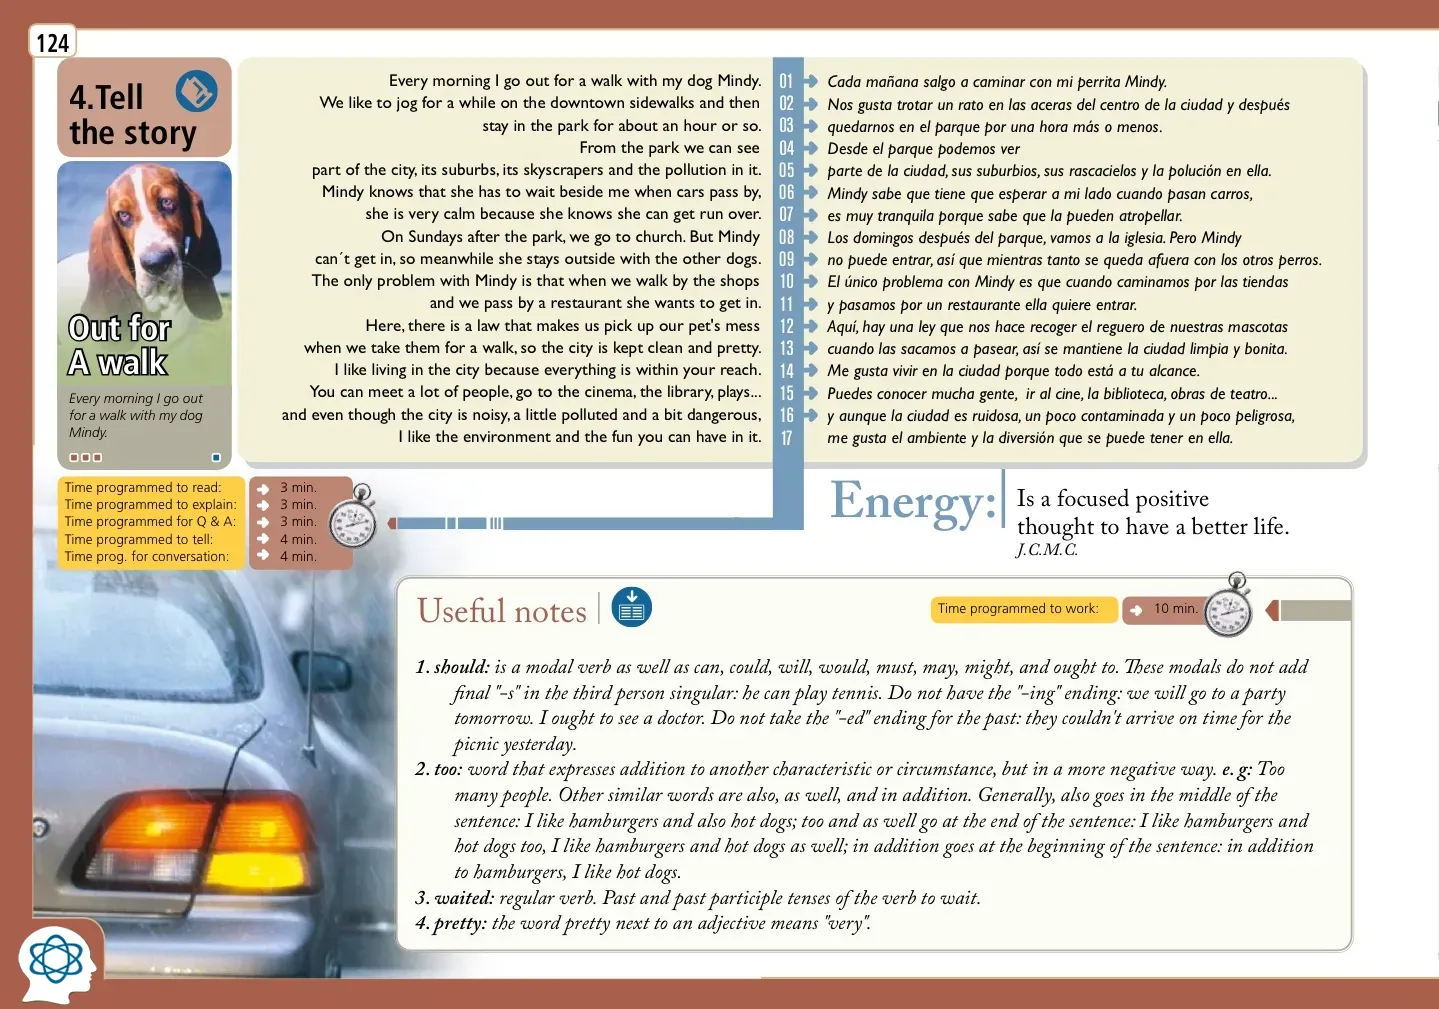 124
4.Tell
the story
Out for
A walk
Every morning I go out
for a walk with my dog
Mindy.
Every morning I go out for a walk with my dog Mindy.
We like to jog for a while on the downtown sidewalks and then
stay in the park for about an hour or so.
From the park we can see
part of the city, its suburbs, its skyscrapers and the pollution in it.
Mindy knows that she has to wait beside me when cars pass by,
she is very calm because she knows she can get run over.
On Sundays after the park, we go to church. But Mindy
can´t get in, so meanwhile she stays outside with the other dogs.
The only problem with Mindy is that when we walk by the shops
and we pass by a restaurant she wants to get in.
Here, there is a law that makes us pick up our pet's mess
when we take them for a walk, so the city is kept clean and pretty.
I like living in the city because everything is within your reach.
You can meet a lot of people, go to the cinema, the library, plays...
and even though the city is noisy, a little polluted and a bit dangerous,
I like the environment and the fun you can have in it.
01
02
03
04
05
06
07
08
09
10
11
12
13
14
15
16
17
Cada mañana salgo a caminar con mi perrita Mindy.
Nos gusta trotar un rato en las aceras del centro de la ciudad y después
quedarnos en el parque por una hora más o menos.
Desde el parque podemos ver
parte de la ciudad, sus suburbios, sus rascacielos y la polución en ella.
Mindy sabe que tiene que esperar a mi lado cuando pasan carros,
es muy tranquila porque sabe que la pueden atropellar.
Los domingos después del parque, vamos a la iglesia. Pero Mindy
no puede entrar, así que mientras tanto se queda afuera con los otros perros.
El único problema con Mindy es que cuando caminamos por las tiendas
y pasamos por un restaurante ella quiere entrar.
Aquí, hay una ley que nos hace recoger el reguero de nuestras mascotas
cuando las sacamos a pasear, así se mantiene la ciudad limpia y bonita.
Me gusta vivir en la ciudad porque todo está a tu alcance.
Puedes conocer mucha gente, ir al cine, la biblioteca, obras de teatro...
y aunque la ciudad es ruidosa, un poco contaminada y un poco peligrosa,
me gusta el ambiente y la diversión que se puede tener en ella.
Time programmed to read: 3 min.
Time programmed to explain: 3 min.
Time programmed for Q & A: 3 min.
Time programmed to tell: 4 min.
Time prog. for conversation: 4 min.
Energy:
Is a focused positive
thought to have a better life.
J.C.M.C.
Useful notes
Time programmed to work: 10 min.
1. should: is a modal verb as well as can, could, will, would, must, may, might, and ought to. These modals do not add
final "-s" in the third person singular: he can play tennis. Do not have the "-ing" ending: we will go to a party
tomorrow. I ought to see a doctor. Do not take the "-ed" ending for the past: they couldn't arrive on time for the
picnic yesterday.
2. too: word that expresses addition to another characteristic or circumstance, but in a more negative way. e. g: Too
many people. Other similar words are also, as well, and in addition. Generally, also goes in the middle of the
sentence: I like hamburgers and also hot dogs; too and as well go at the end of the sentence: I like hamburgers and
hot dogs too, I like hamburgers and hot dogs as well; in addition goes at the beginning of the sentence: in addition
to hamburgers, I like hot dogs.
3. waited: regular verb. Past and past participle tenses of the verb to wait.
4. pretty: the word pretty next to an adjective means "very".